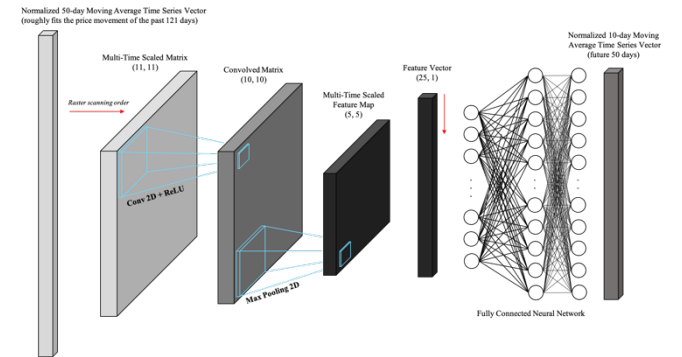 Normalized 50-day Moving Average Time Series Vector
(roughly fits the price movement of the past 121 days)
Multi-Time Scaled Matrix
(11, 11)
Raster scanning order
Conv 2D + ReLU
Convolved Matrix
(10, 10)
Max Pooling 2D
Multi-Time Scaled
Feature Map
(5, 5)
Feature Vector
(25, 1)
Normalized 10-day Moving
Average Time Series Vector
(future 50 days)
Fully Connected Neural Network